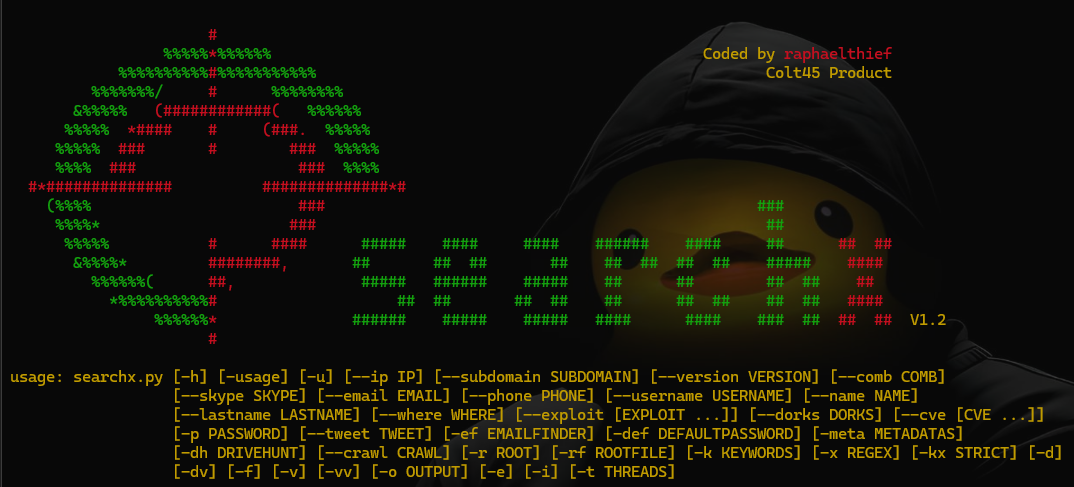 Coded by raphaelthief
Colt45 Product
searchX V1.2
usage: searchx.py [-h] [-usage] [-u] [--ip IP] [--subdomain SUBDOMAIN] [--version VERSION] [--comb COMB]
[--skype SKYPE] [--email EMAIL] [--phone PHONE] [--username USERNAME] [--name NAME]
[--lastname LASTNAME] [--where WHERE] [--exploit [EXPLOIT ...]] [--dorks DORKS] [--cve [CVE ...]]
[-p PASSWORD] [--tweet TWEET] [-ef EMAILFINDER] [-def DEFAULTPASSWORD] [-meta METADATAS]
[-dh DRIVEHUNT] [--crawl CRAWL] [-r ROOT] [-rf ROOTFILE] [-k KEYWORDS] [-x REGEX] [-kx STRICT] [-d]
[-dv] [-f] [-v] [-vv] [-o OUTPUT] [-e] [-i] [-t THREADS]